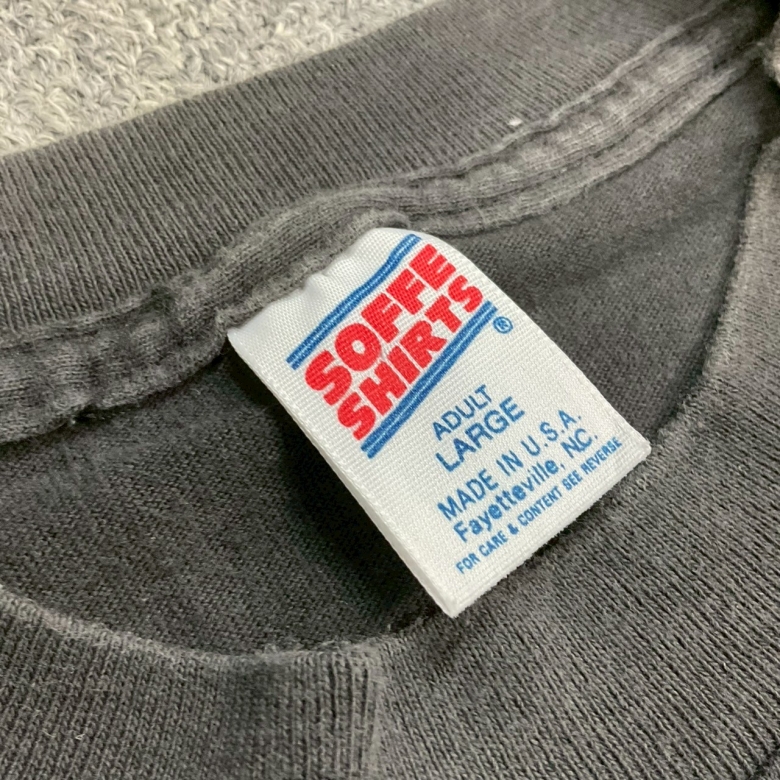 SOFFE
SHIRTS
®
ADULT
LARGE
MADE IN U.S.A.
Fayetteville, NC.
FOR CARE & CONTENT SEE REVERSE